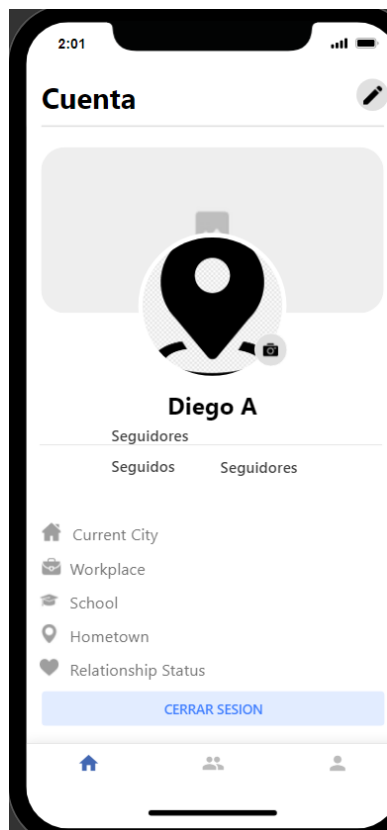 2:01
Cuenta
Diego A
Seguidores
Seguidos Seguidores
Current City
Workplace
School
Hometown
Relationship Status
CERRAR SESION